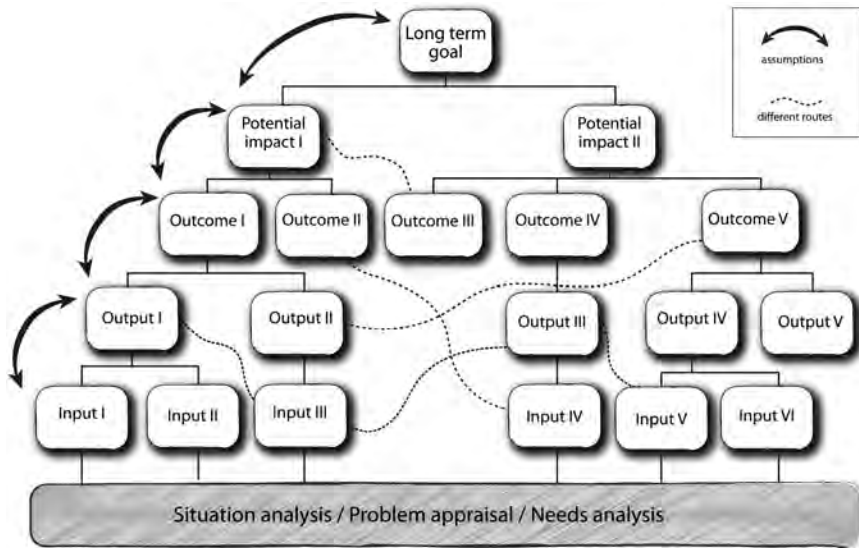 Long term
goal
assumptions
different routes
Potential
impact I
Potential
impact II
Outcome I
Outcome II
Outcome III
Outcome IV
Outcome V
Output I
Output II
Output III
Output IV
Output V
Input I
Input II
Input III
Input IV
Input V
Input VI
Situation analysis / Problem appraisal / Needs analysis